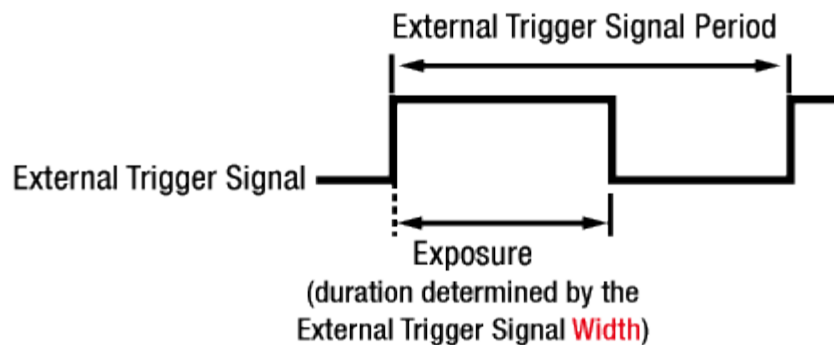 External Trigger Signal Period
External Trigger Signal
Exposure
(duration determined by the
External Trigger Signal Width)